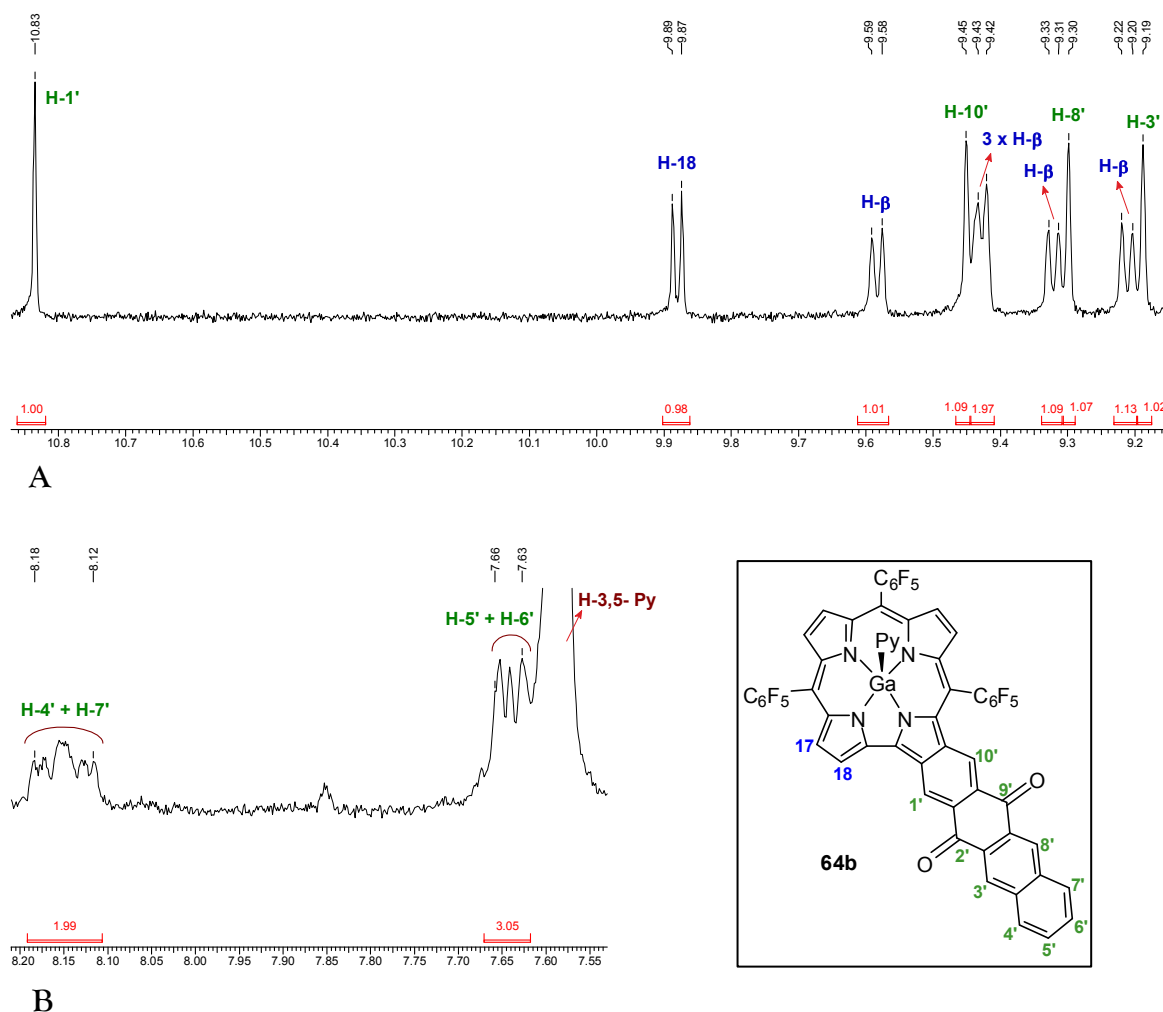 10.83
9.89
9.87
9.59
9.58
9.45
9.43
9.42
9.33
9.31
9.30
9.22
9.20
9.19
H-1'
H-18
H-β
H-10'
3 x H-β
H-β
H-8'
H-β
H-3'
1.00
0.98
1.01
1.09
1.97
1.09
1.07
1.13
1.02
10.8 10.7 10.6 10.5 10.4 10.3 10.2 10.1 10.0 9.9 9.8 9.7 9.6 9.5 9.4 9.3 9.2
A
8.18
8.12
7.66
7.63
H-4' + H-7'
H-5' + H-6'
H-3,5- Py
1.99
3.05
8.20 8.15 8.10 8.05 8.00 7.95 7.90 7.85 7.80 7.75 7.70 7.65 7.60 7.55
B
C6F5
Py
N
N
Ga
C6F5
C6F5
N
N
17
18
10'
1'
9'
O
O
2'
8'
3'
7'
4'
6'
5'
64b